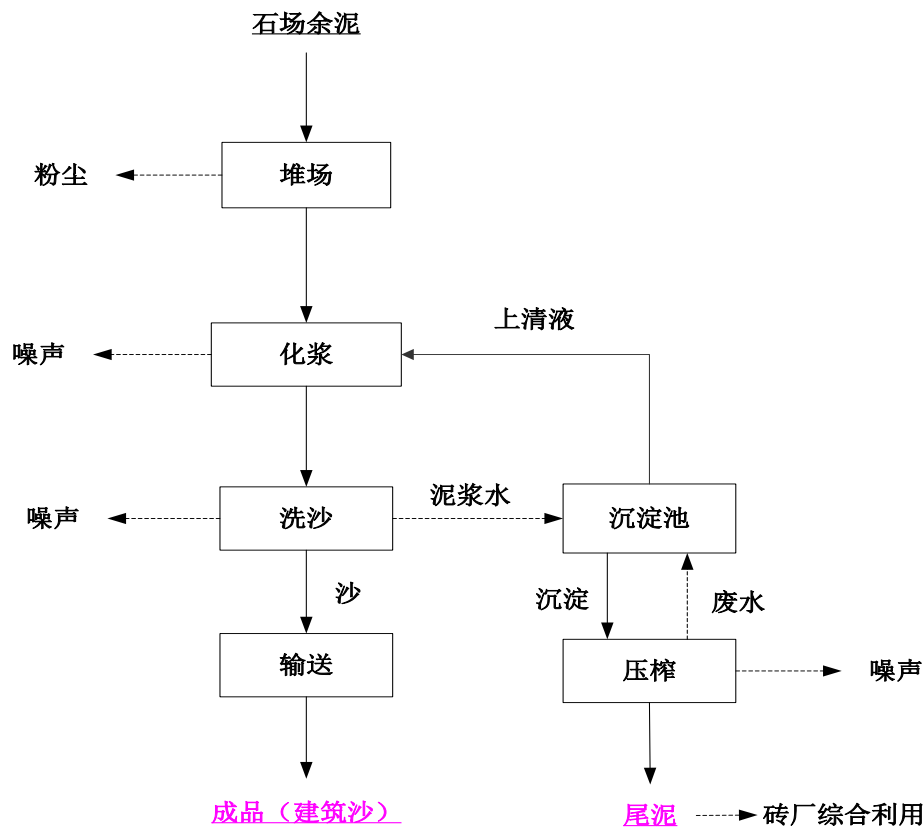 石场余泥
粉尘
堆场
上清液
噪声
化浆
噪声
洗沙
泥浆水
沉淀池
沙
沉淀
废水
输送
压榨
噪声
成品（建筑沙）
尾泥
砖厂综合利用